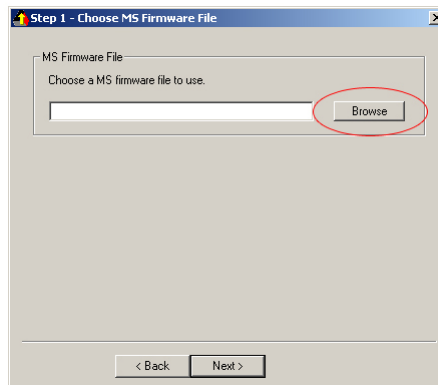 Step 1 - Choose MS Firmware File
MS Firmware File
Choose a MS firmware file to use.
Browse
< Back
Next >